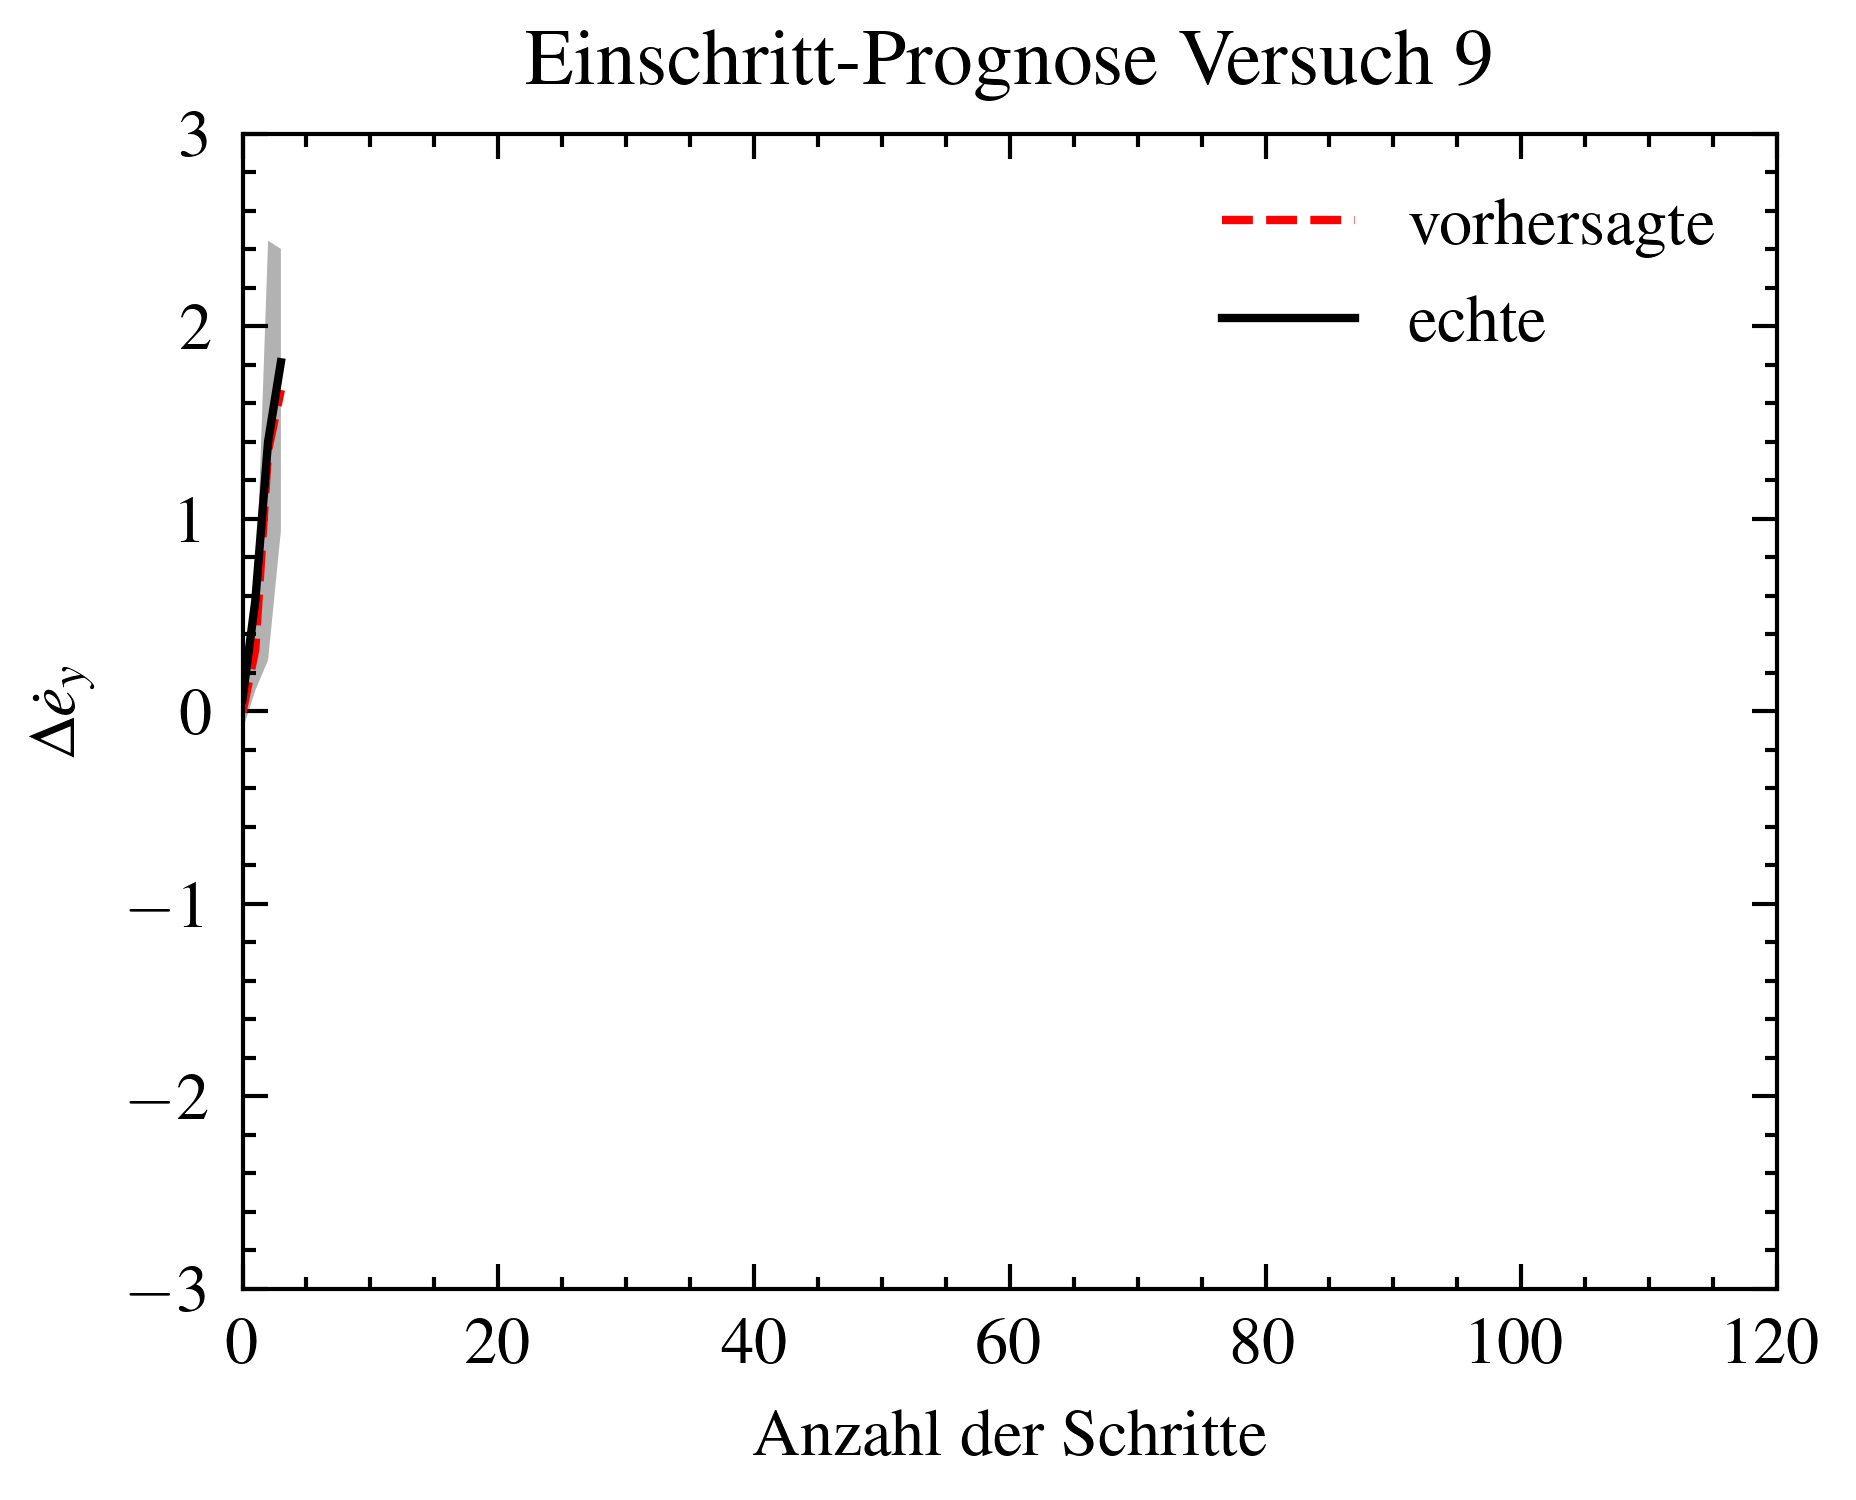 Einschritt-Prognose Versuch 9
3
2
1
0
−1
−2
−3
Δėy
vorhersagte
echte
0 20 40 60 80 100 120
Anzahl der Schritte